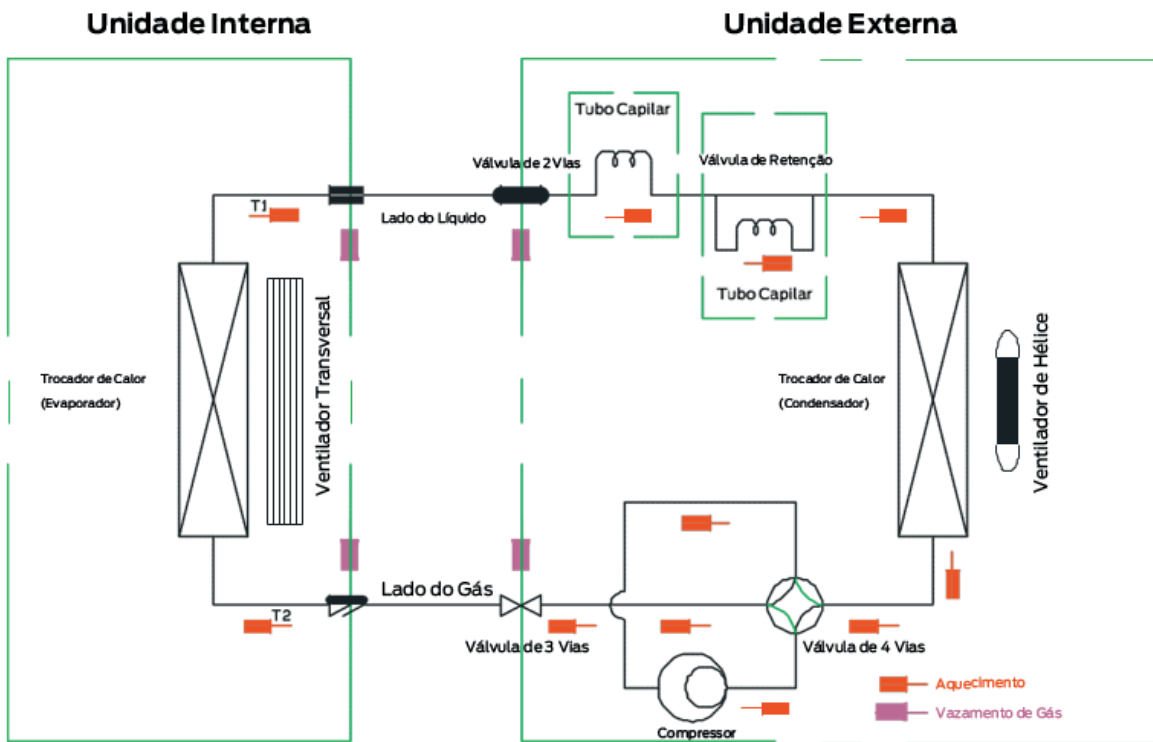 Unidade Interna
Unidade Externa
Tubo Capilar
Válvula de 2 Vias
Válvula de Retenção
T1
Lado do Líquido
Tubo Capilar
Trocador de Calor
(Evaporador)
Ventilador Transversal
Trocador de Calor
(Condensador)
Ventilador de Hélice
Lado do Gás
T2
Válvula de 3 Vias
Válvula de 4 Vias
Compressor
Aquecimento
Vazamento de Gás